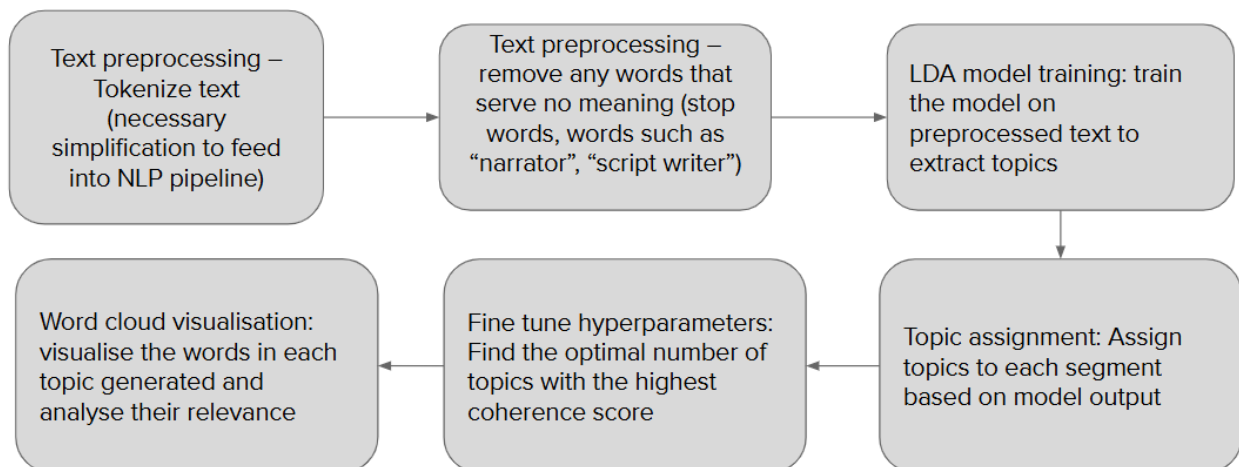 Text preprocessing –
Tokenize text
(necessary
simplification to feed
into NLP pipeline)
Text preprocessing –
remove any words that
serve no meaning (stop
words, words such as
“narrator”, “script writer”)
LDA model training: train
the model on
preprocessed text to
extract topics
Topic assignment: Assign
topics to each segment
based on model output
Fine tune hyperparameters:
Find the optimal number of
topics with the highest
coherence score
Word cloud visualisation:
visualise the words in each
topic generated and
analyse their relevance